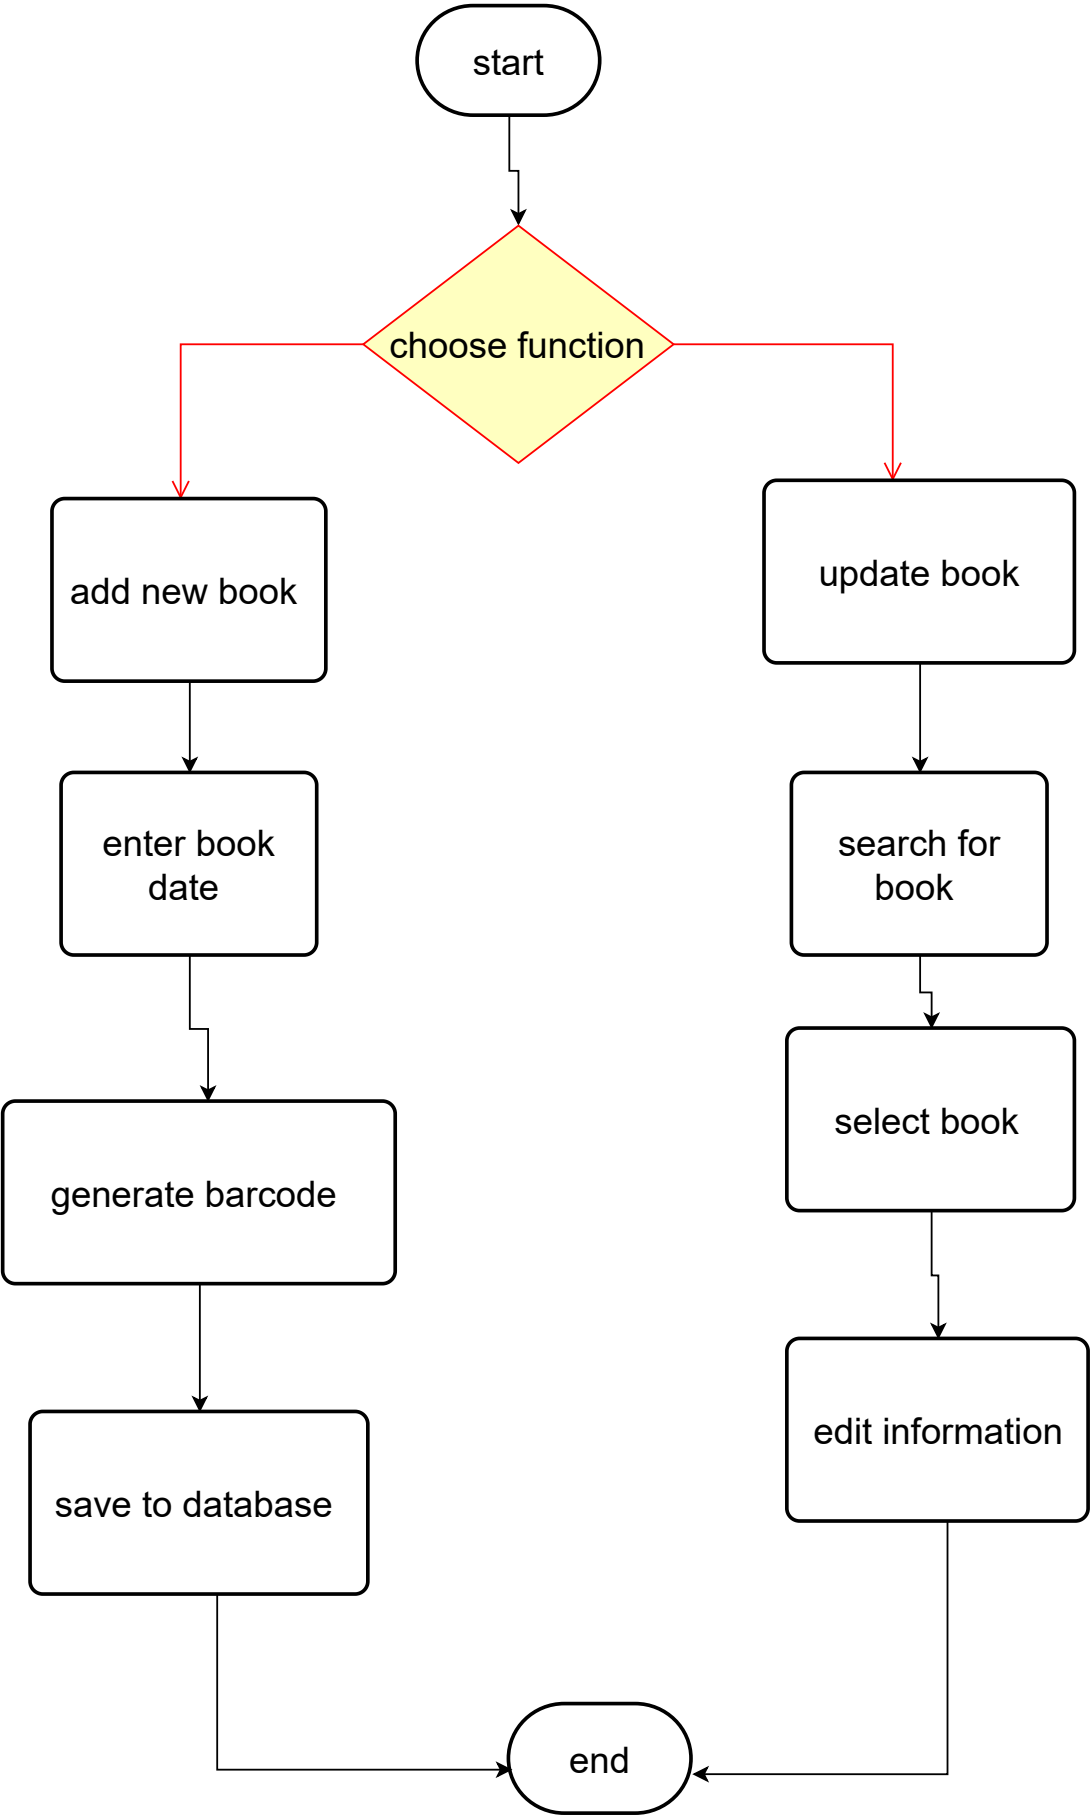 start
choose function
add new book
enter book
date
generate barcode
save to database
update book
search for
book
select book
edit information
end